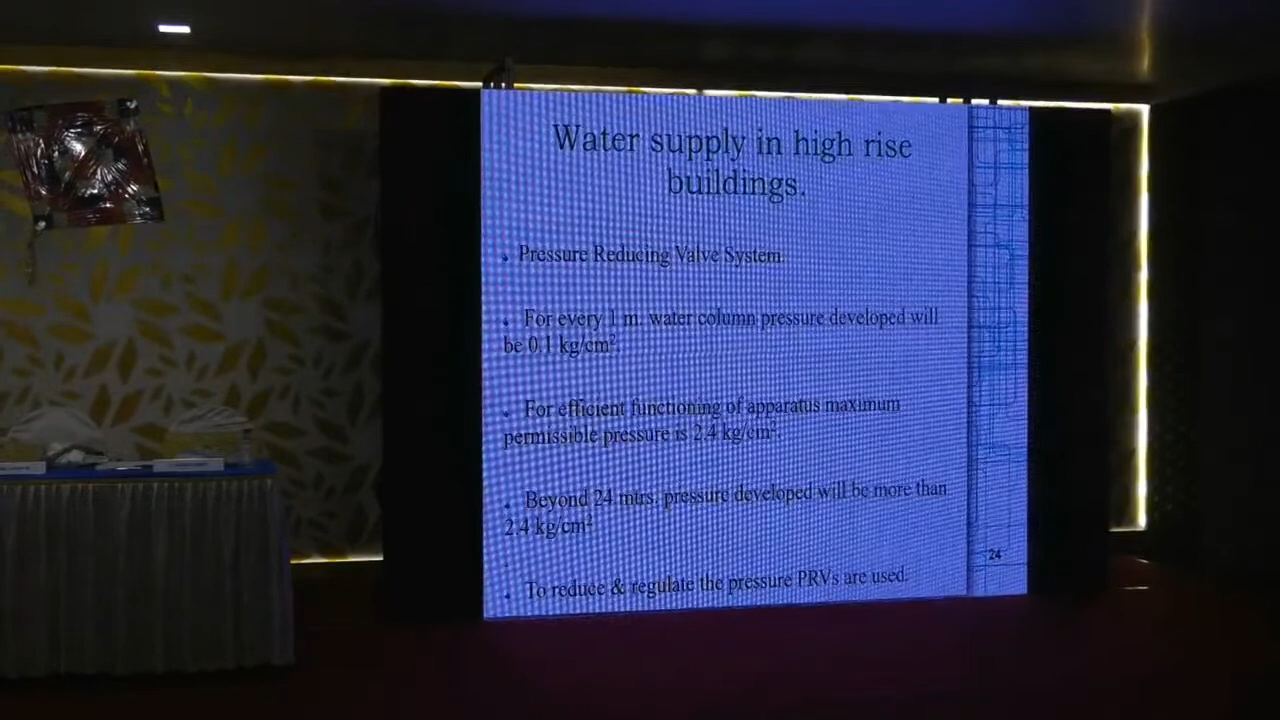 Water supply in high rise
buildings.
• Pressure Reducing Valve System.
• For every 1 m. water column pressure developed will
be 0.1 kg/cm².
• For efficient functioning of apparatus maximum
permissible pressure is 2.4 kg/cm².
• Beyond 24 mtrs. pressure developed will be more than
2.4 kg/cm²
• To reduce & regulate the pressure PRVs are used.
24